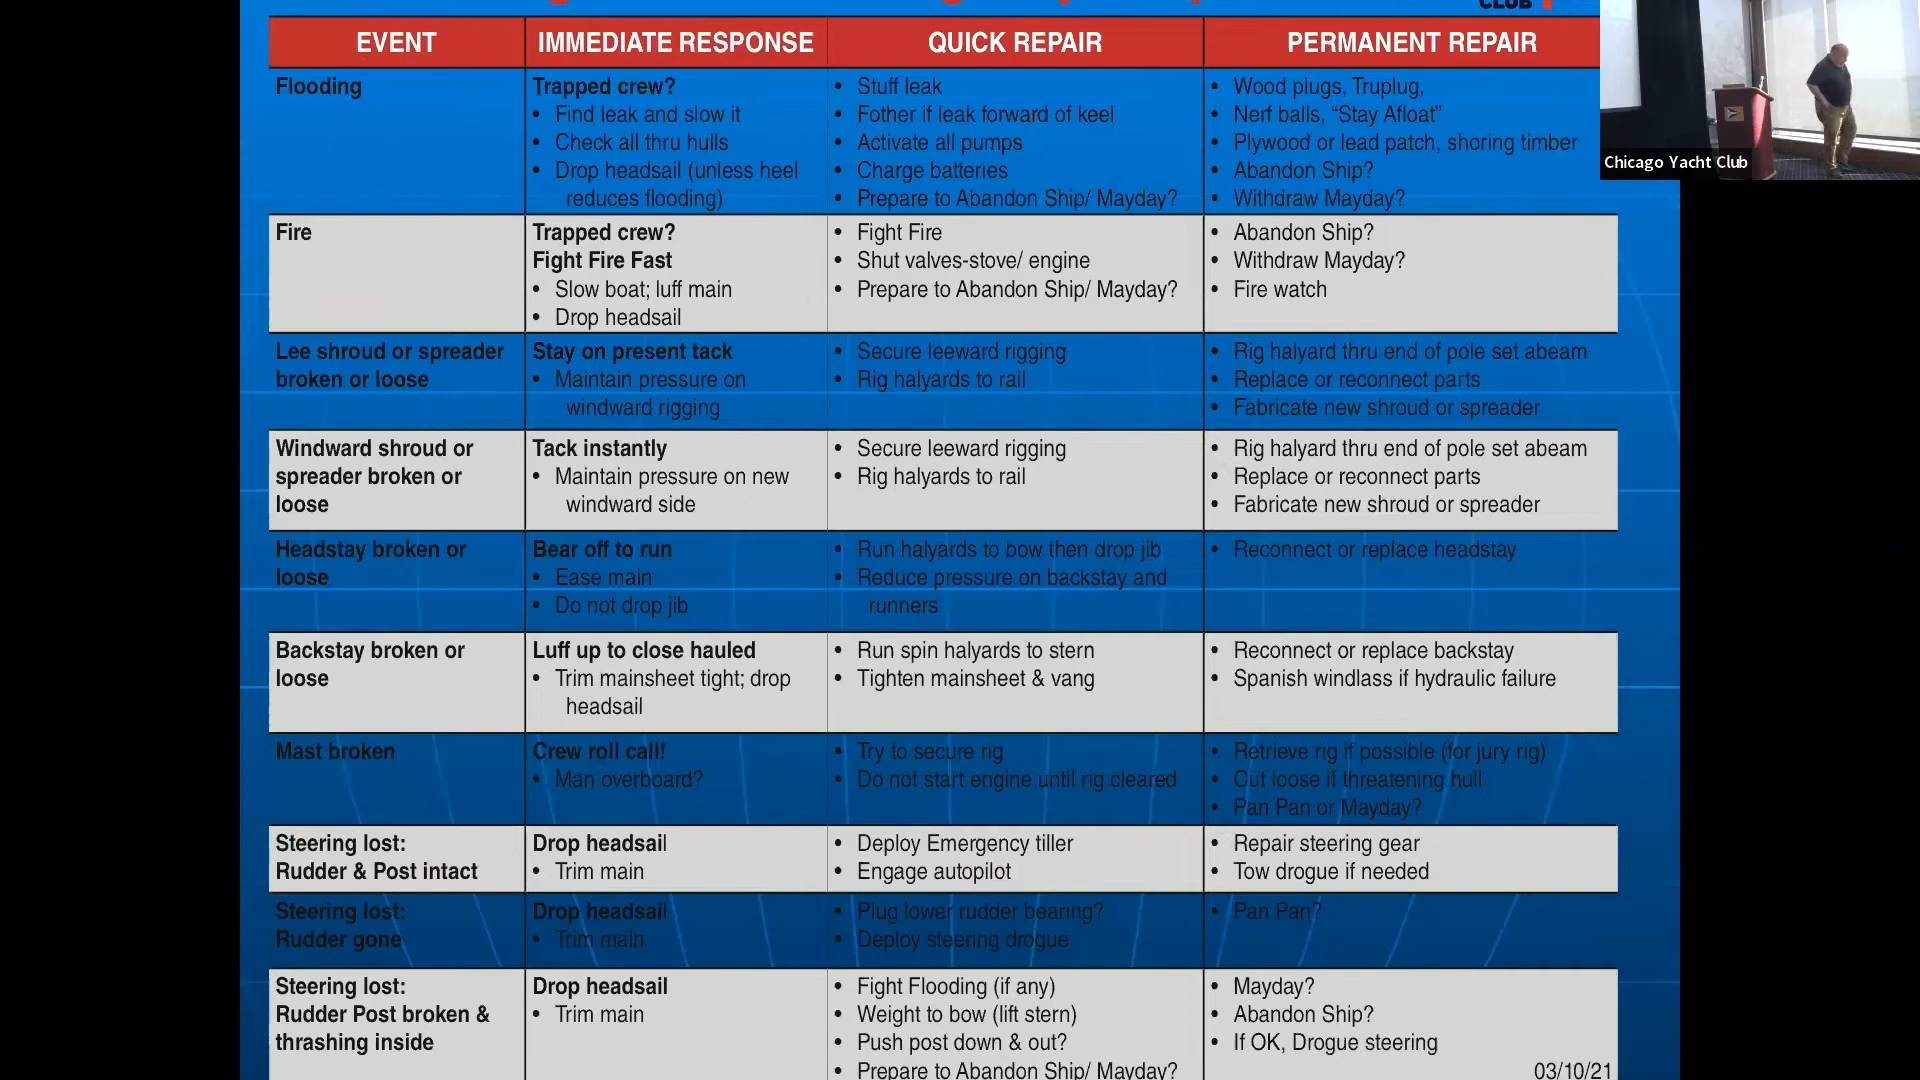 CLUB
EVENT
IMMEDIATE RESPONSE
QUICK REPAIR
PERMANENT REPAIR
Flooding
Trapped crew?
• Find leak and slow it
• Check all thru hulls
• Drop headsail (unless heel
reduces flooding)
• Stuff leak
• Fother if leak forward of keel
• Activate all pumps
• Charge batteries
• Prepare to Abandon Ship/ Mayday?
• Wood plugs, Truplug,
• Nerf balls, “Stay Afloat”
• Plywood or lead patch, shoring timber
• Abandon Ship?
• Withdraw Mayday?
Fire
Trapped crew?
Fight Fire Fast
• Slow boat; luff main
• Drop headsail
• Fight Fire
• Shut valves-stove/ engine
• Prepare to Abandon Ship/ Mayday?
• Abandon Ship?
• Withdraw Mayday?
• Fire watch
Lee shroud or spreader
broken or loose
Stay on present tack
• Maintain pressure on
windward rigging
• Secure leeward rigging
• Rig halyards to rail
• Rig halyard thru end of pole set abeam
• Replace or reconnect parts
• Fabricate new shroud or spreader
Windward shroud or
spreader broken or
loose
Tack instantly
• Maintain pressure on new
windward side
• Secure leeward rigging
• Rig halyards to rail
• Rig halyard thru end of pole set abeam
• Replace or reconnect parts
• Fabricate new shroud or spreader
Headstay broken or
loose
Bear off to run
• Ease main
• Do not drop jib
• Run halyards to bow then drop jib
• Reduce pressure on backstay and
runners
• Reconnect or replace headstay
Backstay broken or
loose
Luff up to close hauled
• Trim mainsheet tight; drop
headsail
• Run spin halyards to stern
• Tighten mainsheet & vang
• Reconnect or replace backstay
• Spanish windlass if hydraulic failure
Mast broken
Crew roll call!
• Man overboard?
• Try to secure rig
• Do not start engine until rig cleared
• Retrieve rig if possible (for jury rig)
• Cut loose if threatening hull
• Pan Pan or Mayday?
Steering lost:
Rudder & Post intact
Drop headsail
• Trim main
• Deploy Emergency tiller
• Engage autopilot
• Repair steering gear
• Tow drogue if needed
Steering lost:
Rudder gone
Drop headsail
• Trim main
• Plug lower rudder bearing?
• Deploy steering drogue
• Pan Pan?
Steering lost:
Rudder Post broken &
thrashing inside
Drop headsail
• Trim main
• Fight Flooding (if any)
• Weight to bow (lift stern)
• Push post down & out?
• Prepare to Abandon Ship/ Mayday?
• Mayday?
• Abandon Ship?
• If OK, Drogue steering
03/10/21
Chicago Yacht Club